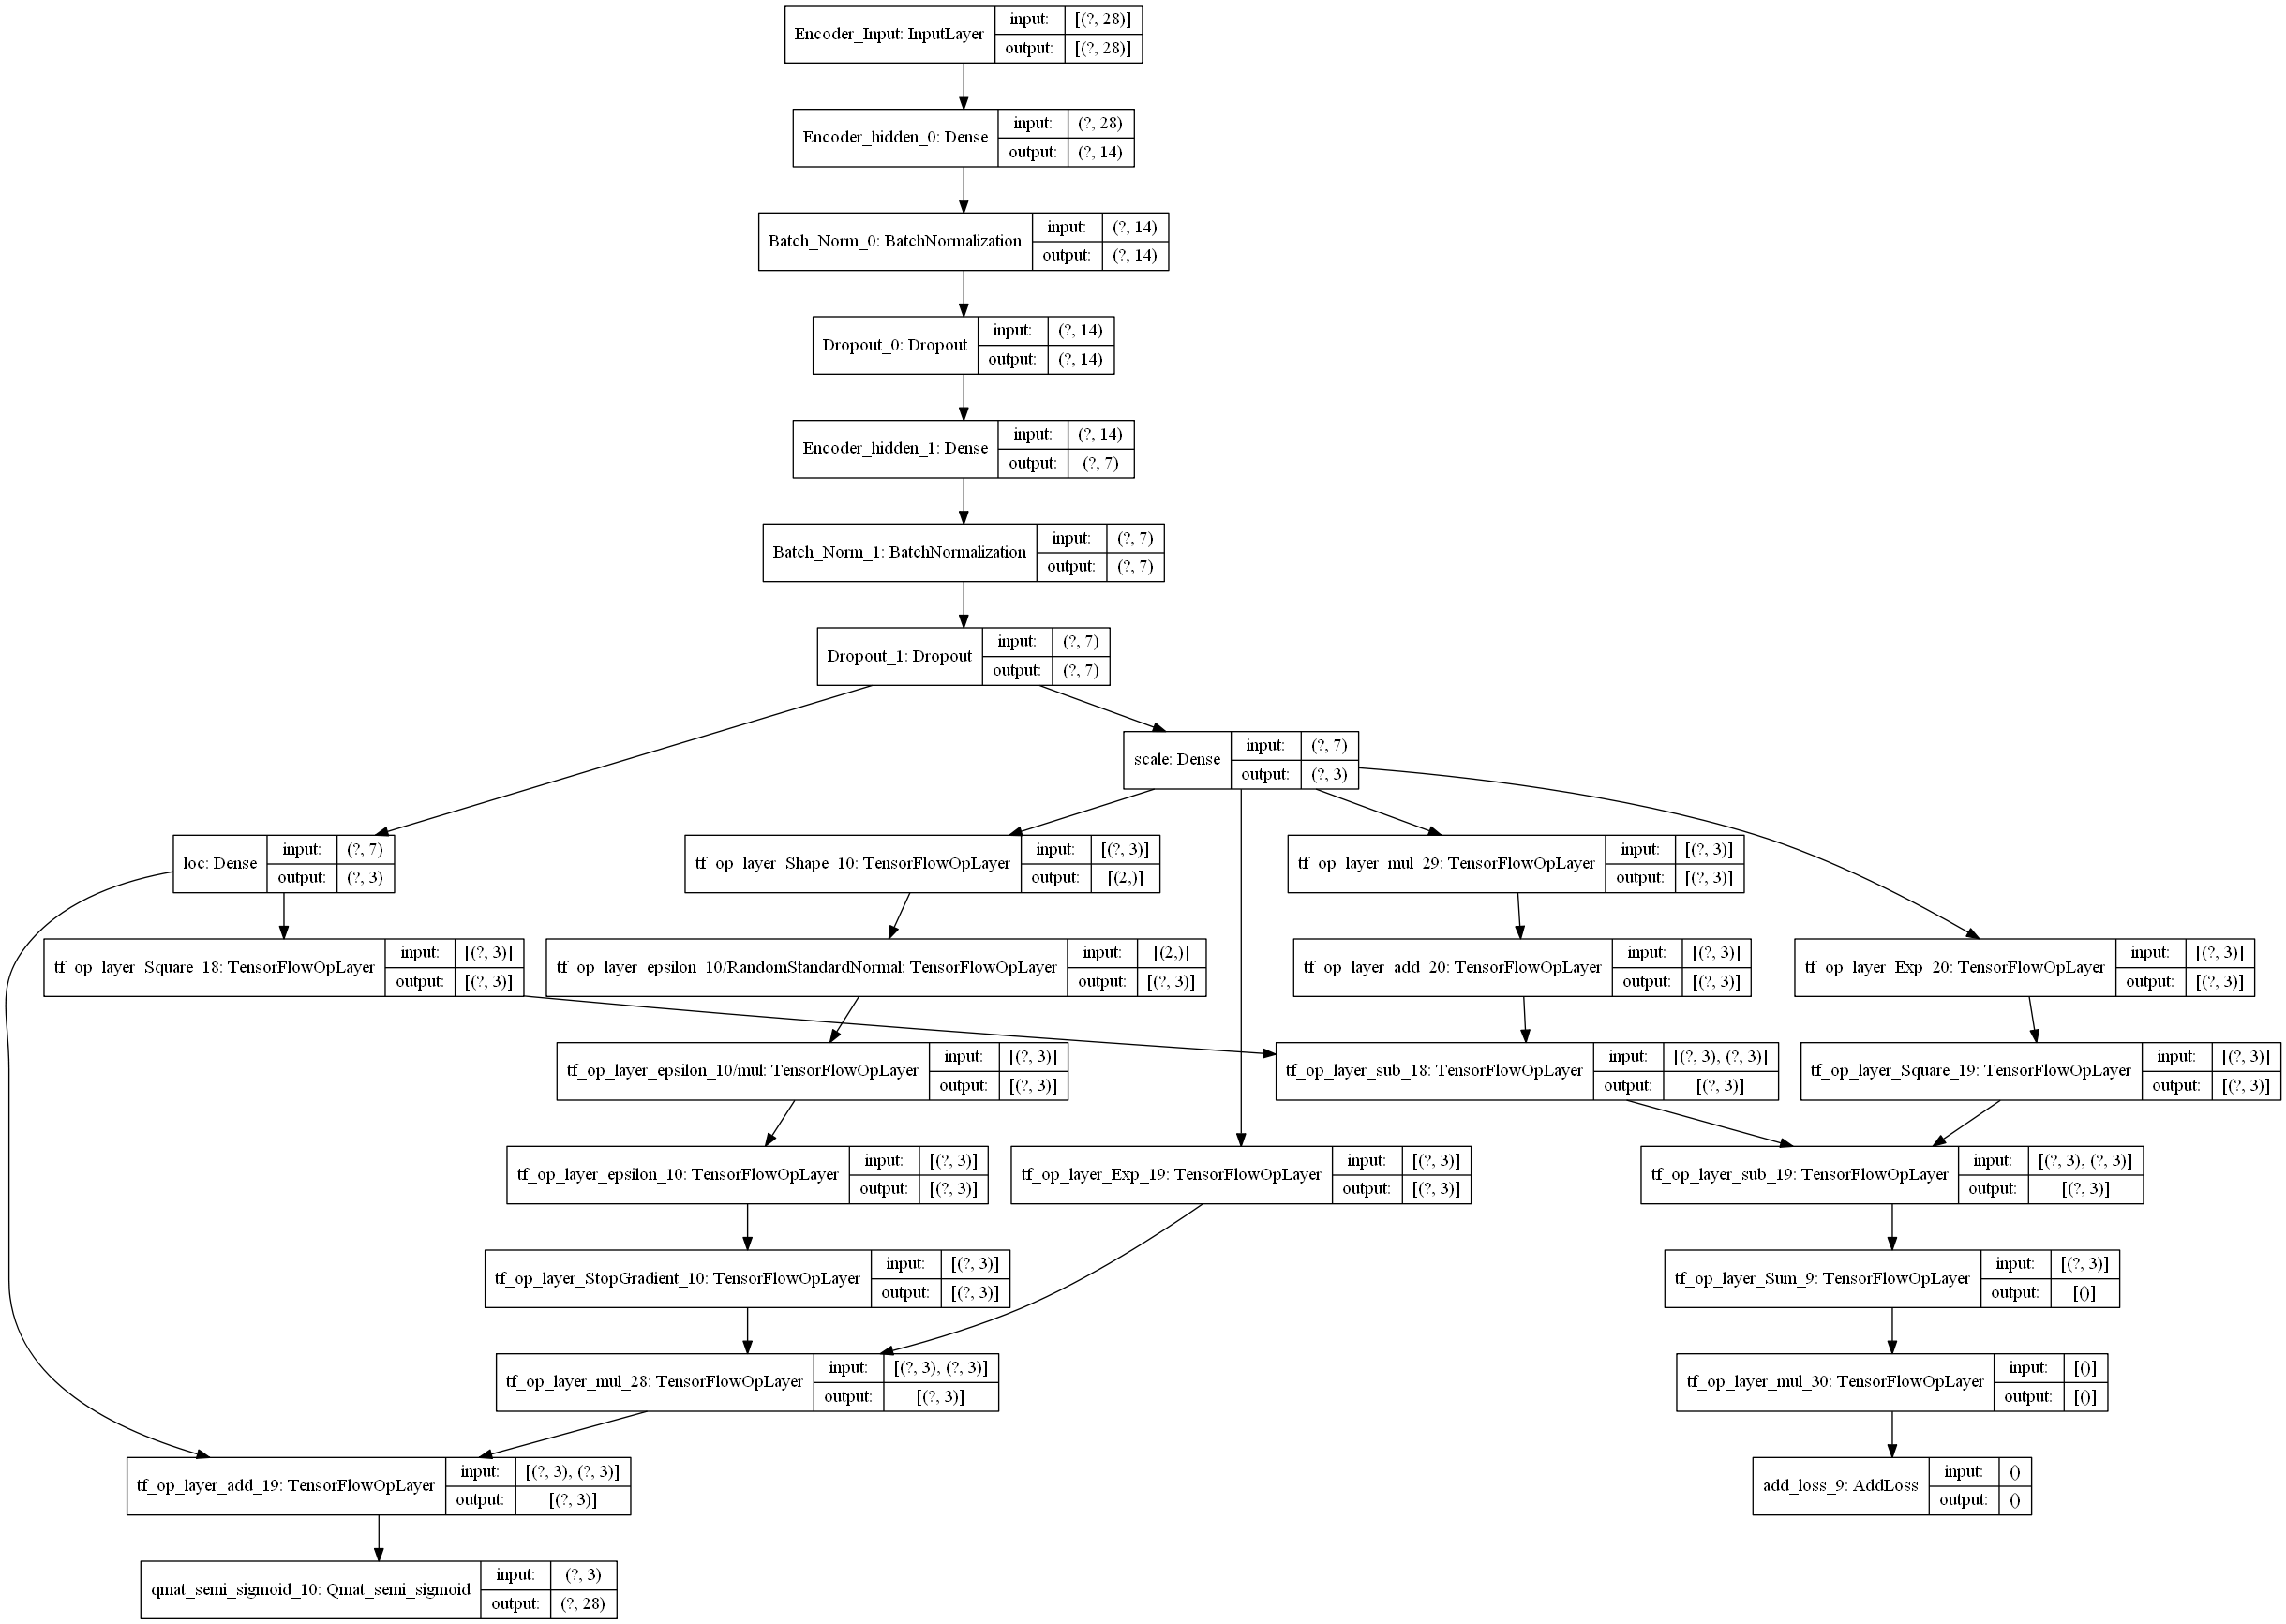 Encoder_Input: InputLayer
input: [(?, 28)]
output: [(?, 28)]
Encoder_hidden_0: Dense
input: (?, 28)
output: (?, 14)
Batch_Norm_0: BatchNormalization
input: (?, 14)
output: (?, 14)
Dropout_0: Dropout
input: (?, 14)
output: (?, 14)
Encoder_hidden_1: Dense
input: (?, 14)
output: (?, 7)
Batch_Norm_1: BatchNormalization
input: (?, 7)
output: (?, 7)
Dropout_1: Dropout
input: (?, 7)
output: (?, 7)
scale: Dense
input: (?, 7)
output: (?, 3)
loc: Dense
input: (?, 7)
output: (?, 3)
tf_op_layer_Shape_10: TensorFlowOpLayer
input: [(?, 3)]
output: [(2,)]
tf_op_layer_mul_29: TensorFlowOpLayer
input: [(?, 3)]
output: [(?, 3)]
tf_op_layer_Square_18: TensorFlowOpLayer
input: [(?, 3)]
output: [(?, 3)]
tf_op_layer_epsilon_10/RandomStandardNormal: TensorFlowOpLayer
input: [(2,)]
output: [(?, 3)]
tf_op_layer_add_20: TensorFlowOpLayer
input: [(?, 3)]
output: [(?, 3)]
tf_op_layer_Exp_20: TensorFlowOpLayer
input: [(?, 3)]
output: [(?, 3)]
tf_op_layer_epsilon_10/mul: TensorFlowOpLayer
input: [(?, 3)]
output: [(?, 3)]
tf_op_layer_sub_18: TensorFlowOpLayer
input: [(?, 3), (?, 3)]
output: [(?, 3)]
tf_op_layer_Square_19: TensorFlowOpLayer
input: [(?, 3)]
output: [(?, 3)]
tf_op_layer_epsilon_10: TensorFlowOpLayer
input: [(?, 3)]
output: [(?, 3)]
tf_op_layer_Exp_19: TensorFlowOpLayer
input: [(?, 3)]
output: [(?, 3)]
tf_op_layer_sub_19: TensorFlowOpLayer
input: [(?, 3), (?, 3)]
output: [(?, 3)]
tf_op_layer_StopGradient_10: TensorFlowOpLayer
input: [(?, 3)]
output: [(?, 3)]
tf_op_layer_Sum_9: TensorFlowOpLayer
input: [(?, 3)]
output: [()]
tf_op_layer_mul_28: TensorFlowOpLayer
input: [(?, 3), (?, 3)]
output: [(?, 3)]
tf_op_layer_mul_30: TensorFlowOpLayer
input: [()]
output: [()]
tf_op_layer_add_19: TensorFlowOpLayer
input: [(?, 3), (?, 3)]
output: [(?, 3)]
add_loss_9: AddLoss
input: ()
output: ()
qmat_semi_sigmoid_10: Qmat_semi_sigmoid
input: (?, 3)
output: (?, 28)